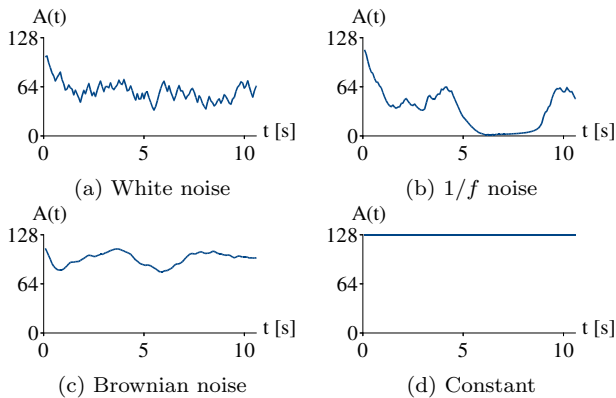 A(t)
128
64
0
0
5
10
t [s]
(a) White noise
A(t)
128
64
0
0
5
10
t [s]
(b) 1/f noise
A(t)
128
64
0
0
5
10
t [s]
(c) Brownian noise
A(t)
128
64
0
0
5
10
t [s]
(d) Constant